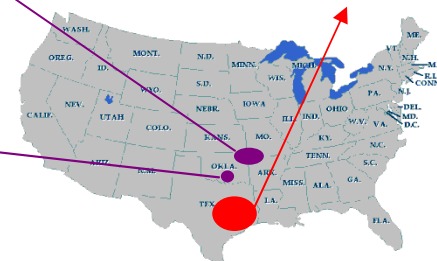 WASH.
ME.
VT.
MONT.
N.D.
MINN.
OREG.
ID.
MICH.
N.H.
N.Y.
WIS.
S.D.
R.I.
CONN
WYO.
PA.
N.J.
NEBR.
IOWA
OHIO
NEV.
ILL.
IND.
DEL.
UTAH
MD.
W.V.
VA.
D.C.
CALIF.
COLO.
KANS.
MO.
KY.
N.C.
TENN.
OKLA.
ARIZ.
N.M.
ARK.
S.C.
MISS.
ALA.
GA.
TEX.
LA.
FLA.